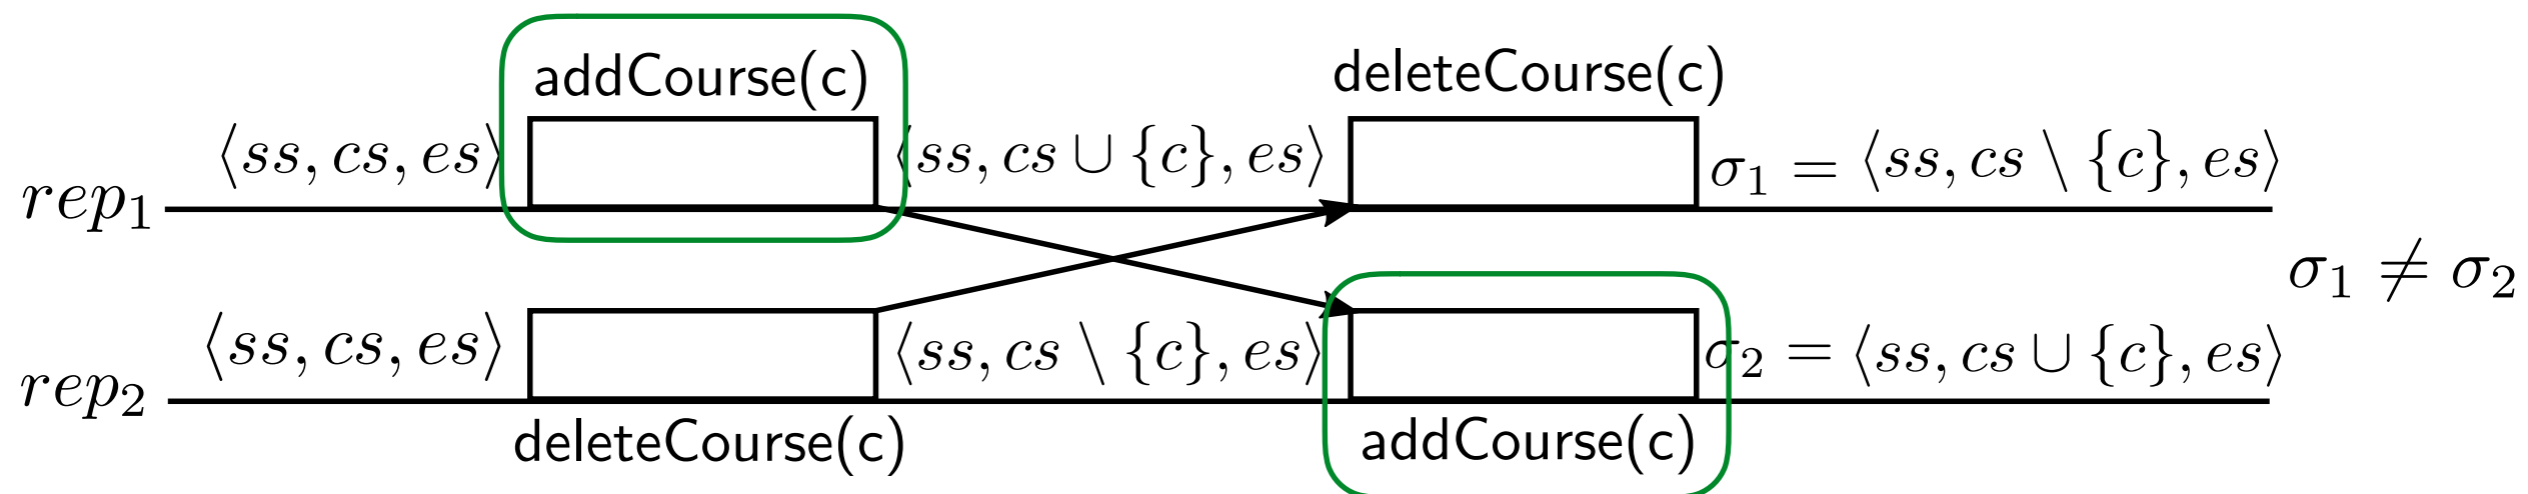 addCourse(c) deleteCourse(c)
rep₁ ⟨ss, cs, es⟩ ⟨ss, cs ∪ {c}, es⟩ σ₁ = ⟨ss, cs \ {c}, es⟩
σ₁ ≠ σ₂
rep₂ ⟨ss, cs, es⟩ ⟨ss, cs \ {c}, es⟩ σ₂ = ⟨ss, cs ∪ {c}, es⟩
deleteCourse(c) addCourse(c)